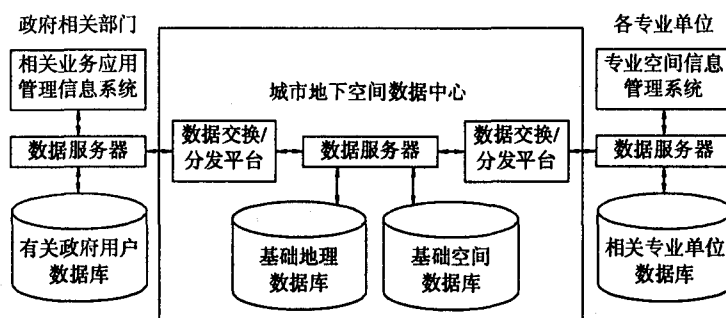 政府相关部门
相关业务应用
管理信息系统
数据服务器
有关政府用户
数据库
城市地下空间数据中心
数据交换/
分发平台
数据服务器
数据交换/
分发平台
基础地理
数据库
基础空间
数据库
各专业单位
专业空间信息
管理系统
数据服务器
相关专业单位
数据库